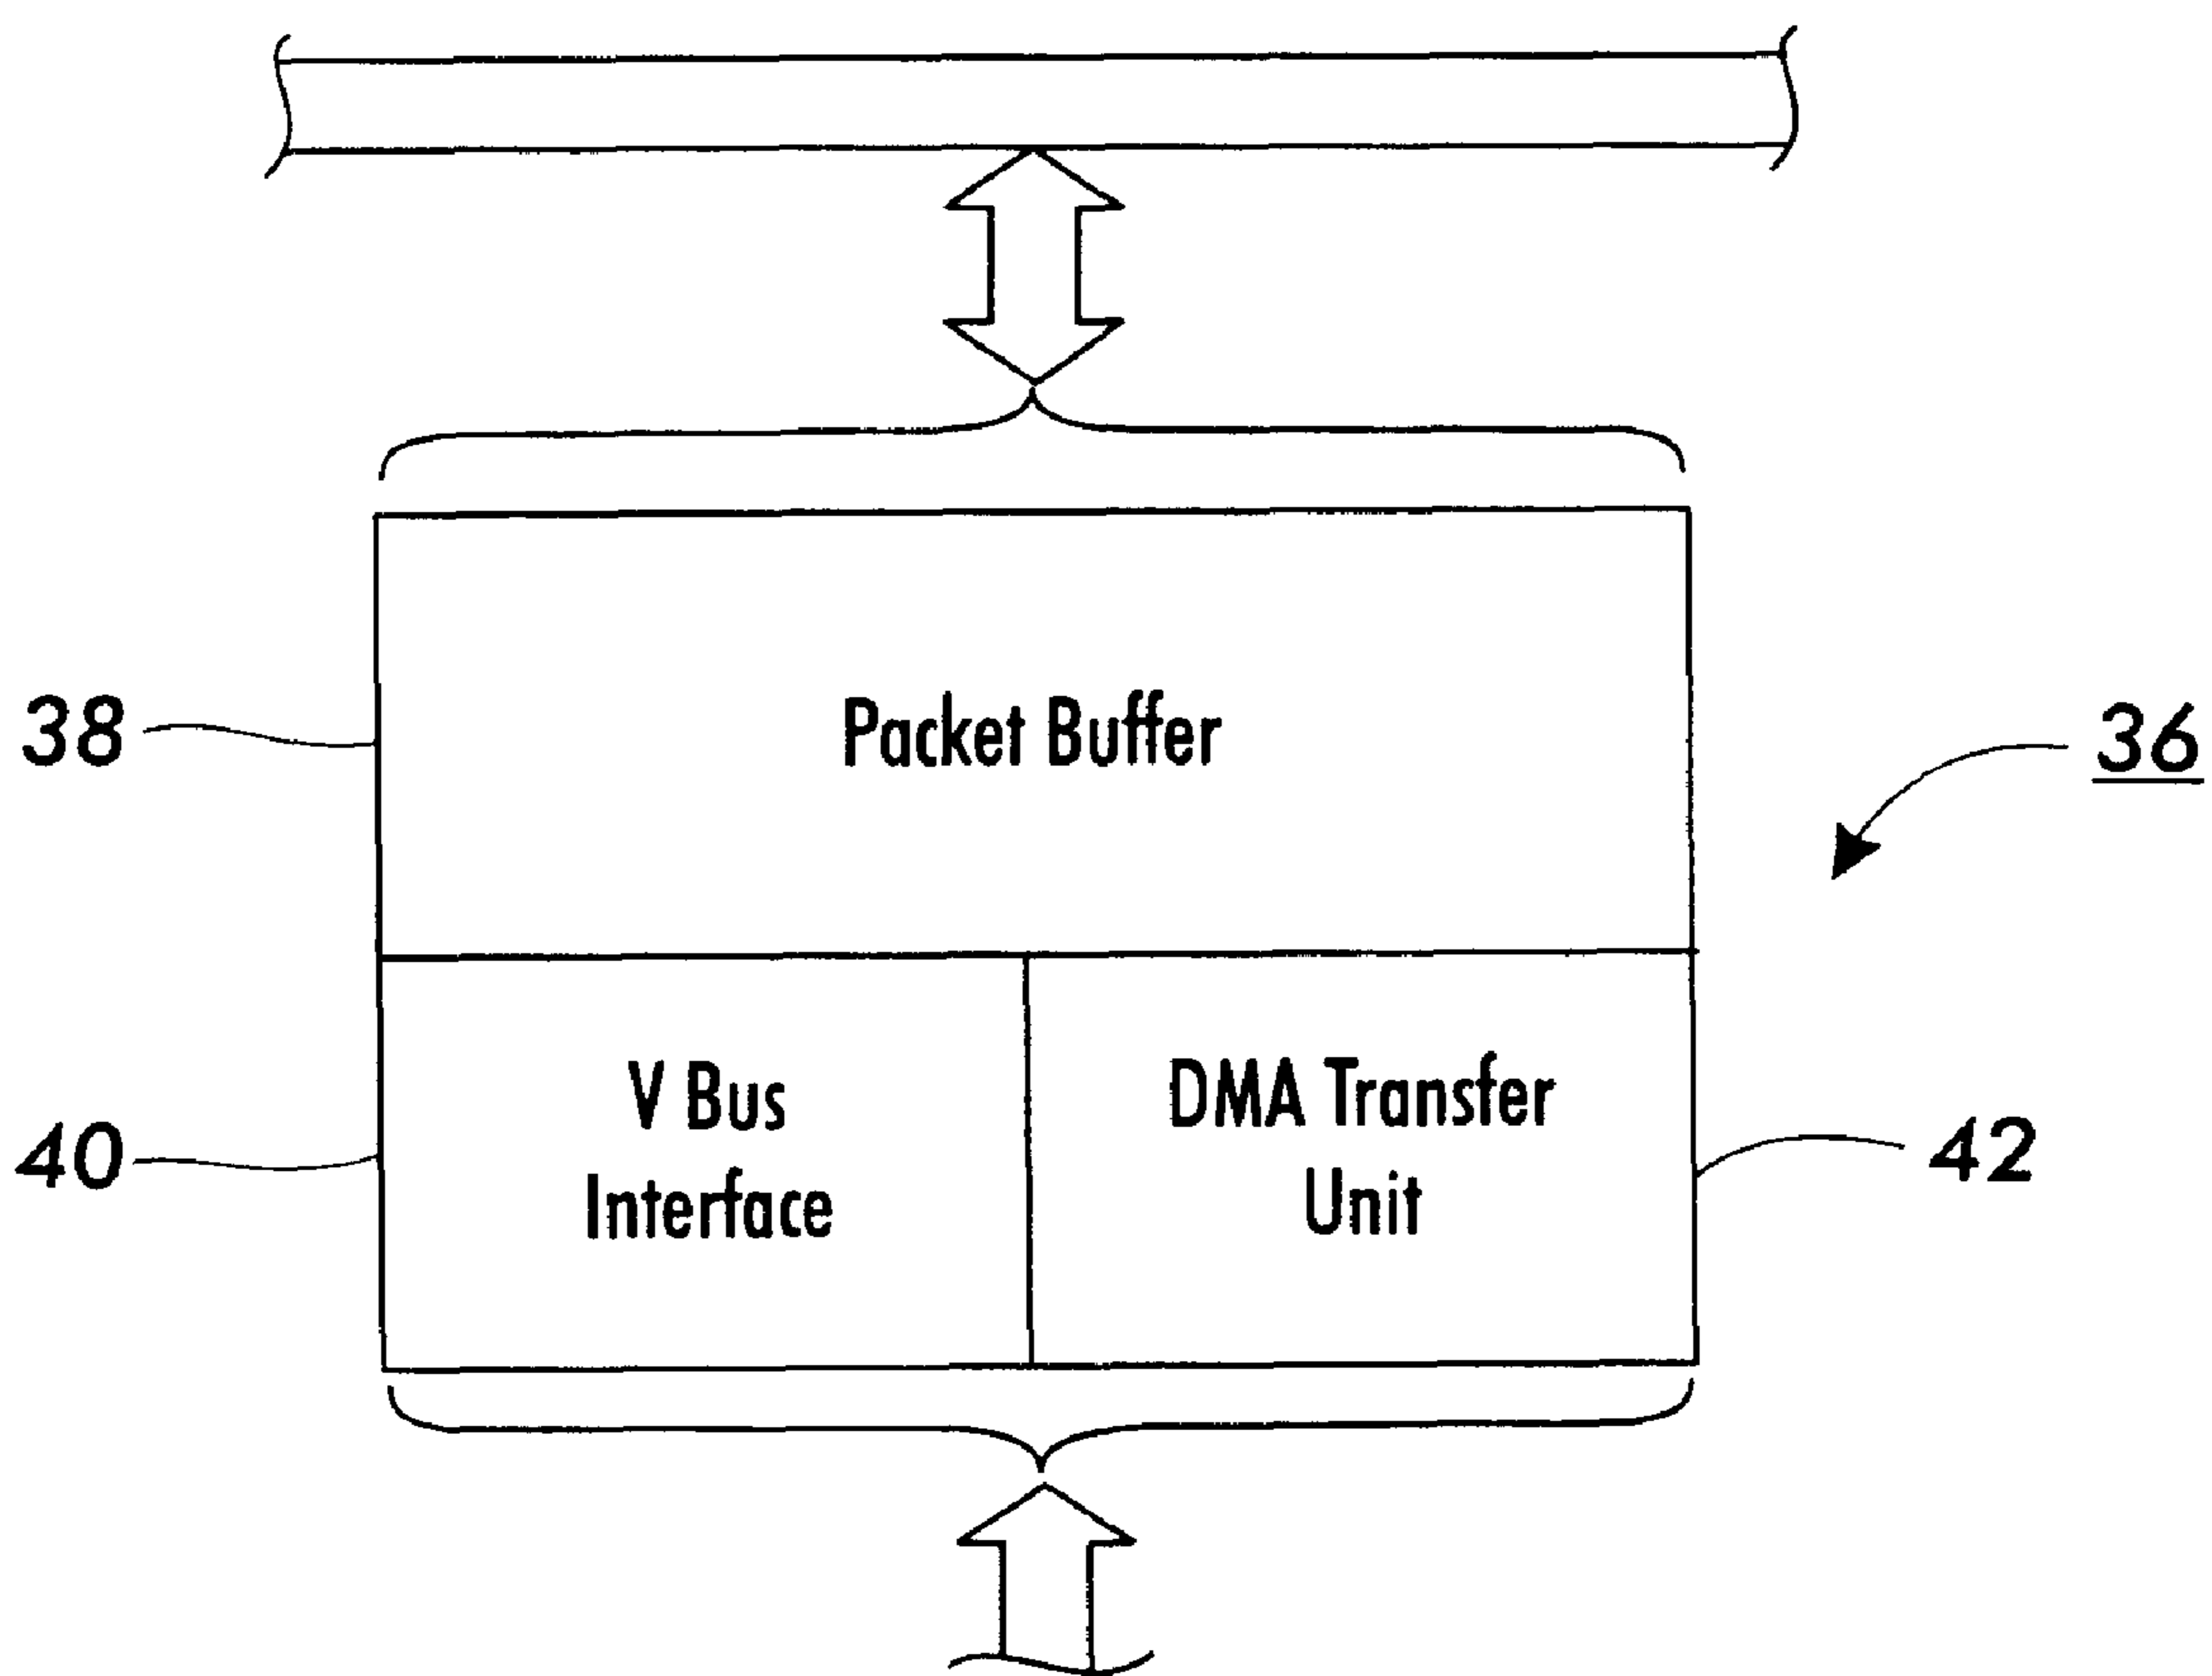 38
Packet Buffer
36
V Bus
Interface
DMA Transfer
Unit
40
42